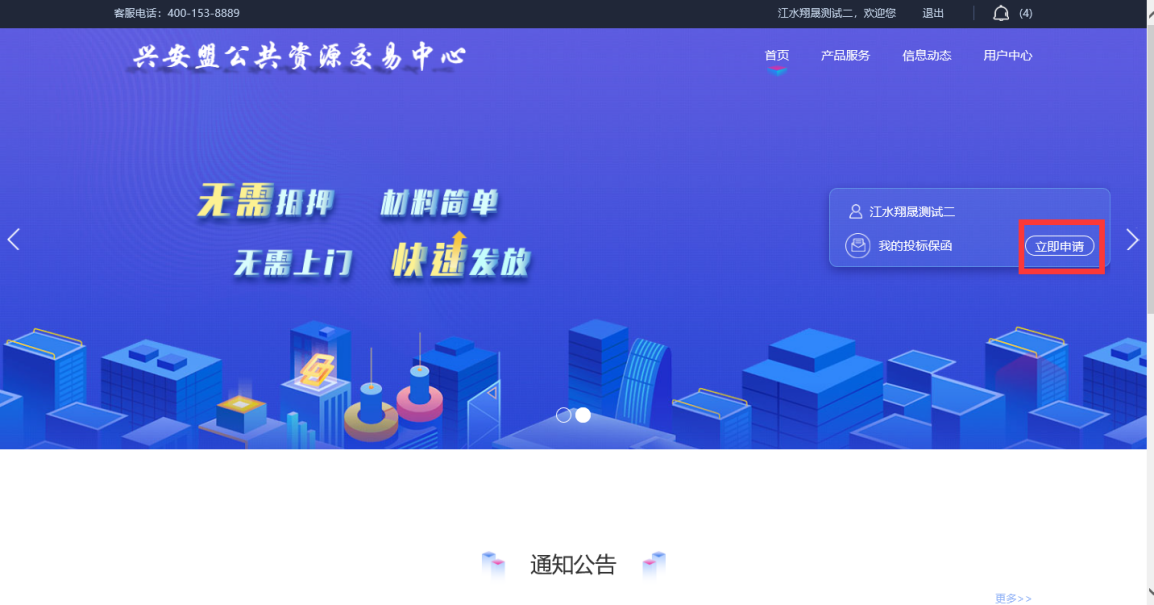 客服电话：400-153-8889
江水翔晟测试二，欢迎您 退出 (4)
兴安盟公共资源交易中心
首页 产品服务 信息动态 用户中心
无需抵押 材料简单
无需上门 快速发放
江水翔晟测试二
我的投标保函 立即申请
通知公告
更多>>